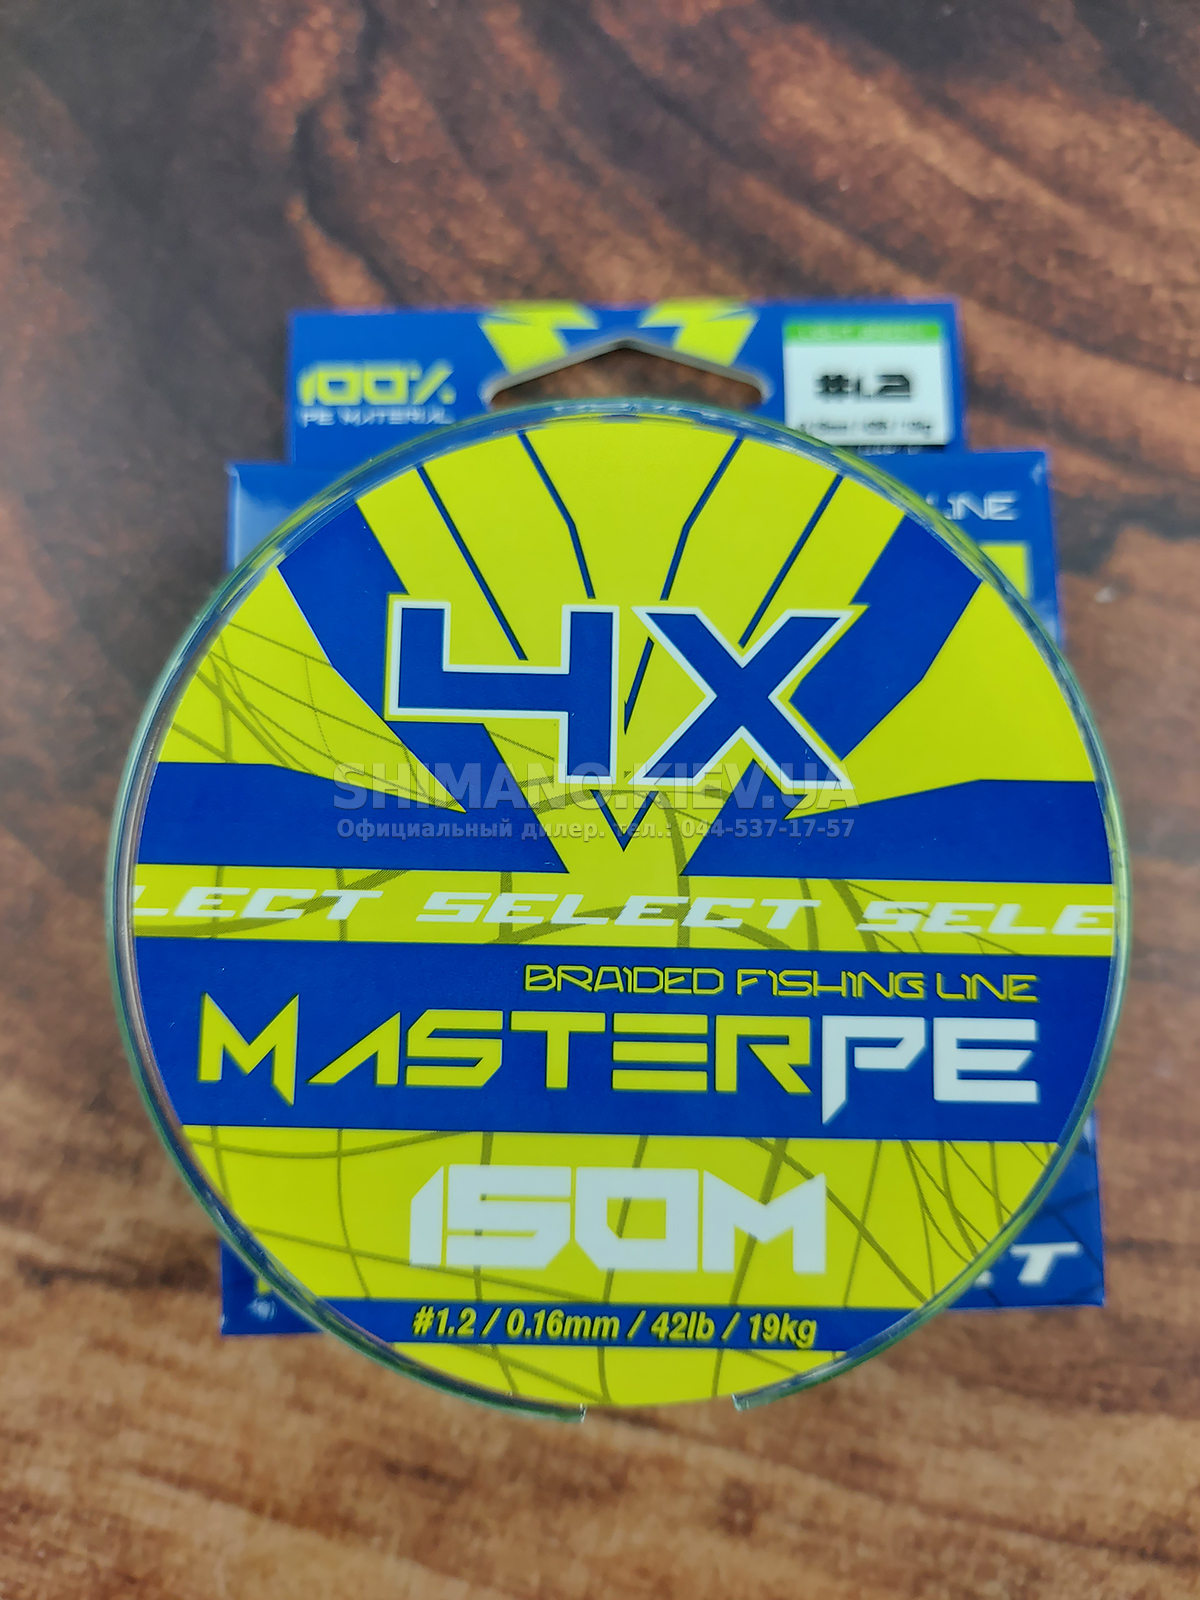 100%
PE MATERIAL
#1.2
LINE
4X
SHIMANO.KIEV.UA
Официальный дилер. тел.: 044-537-17-57
LECT SELECT SELE
BRAIDED FISHING LINE
MASTERPE
150M
CT
#1.2 / 0.16mm / 42lb / 19kg